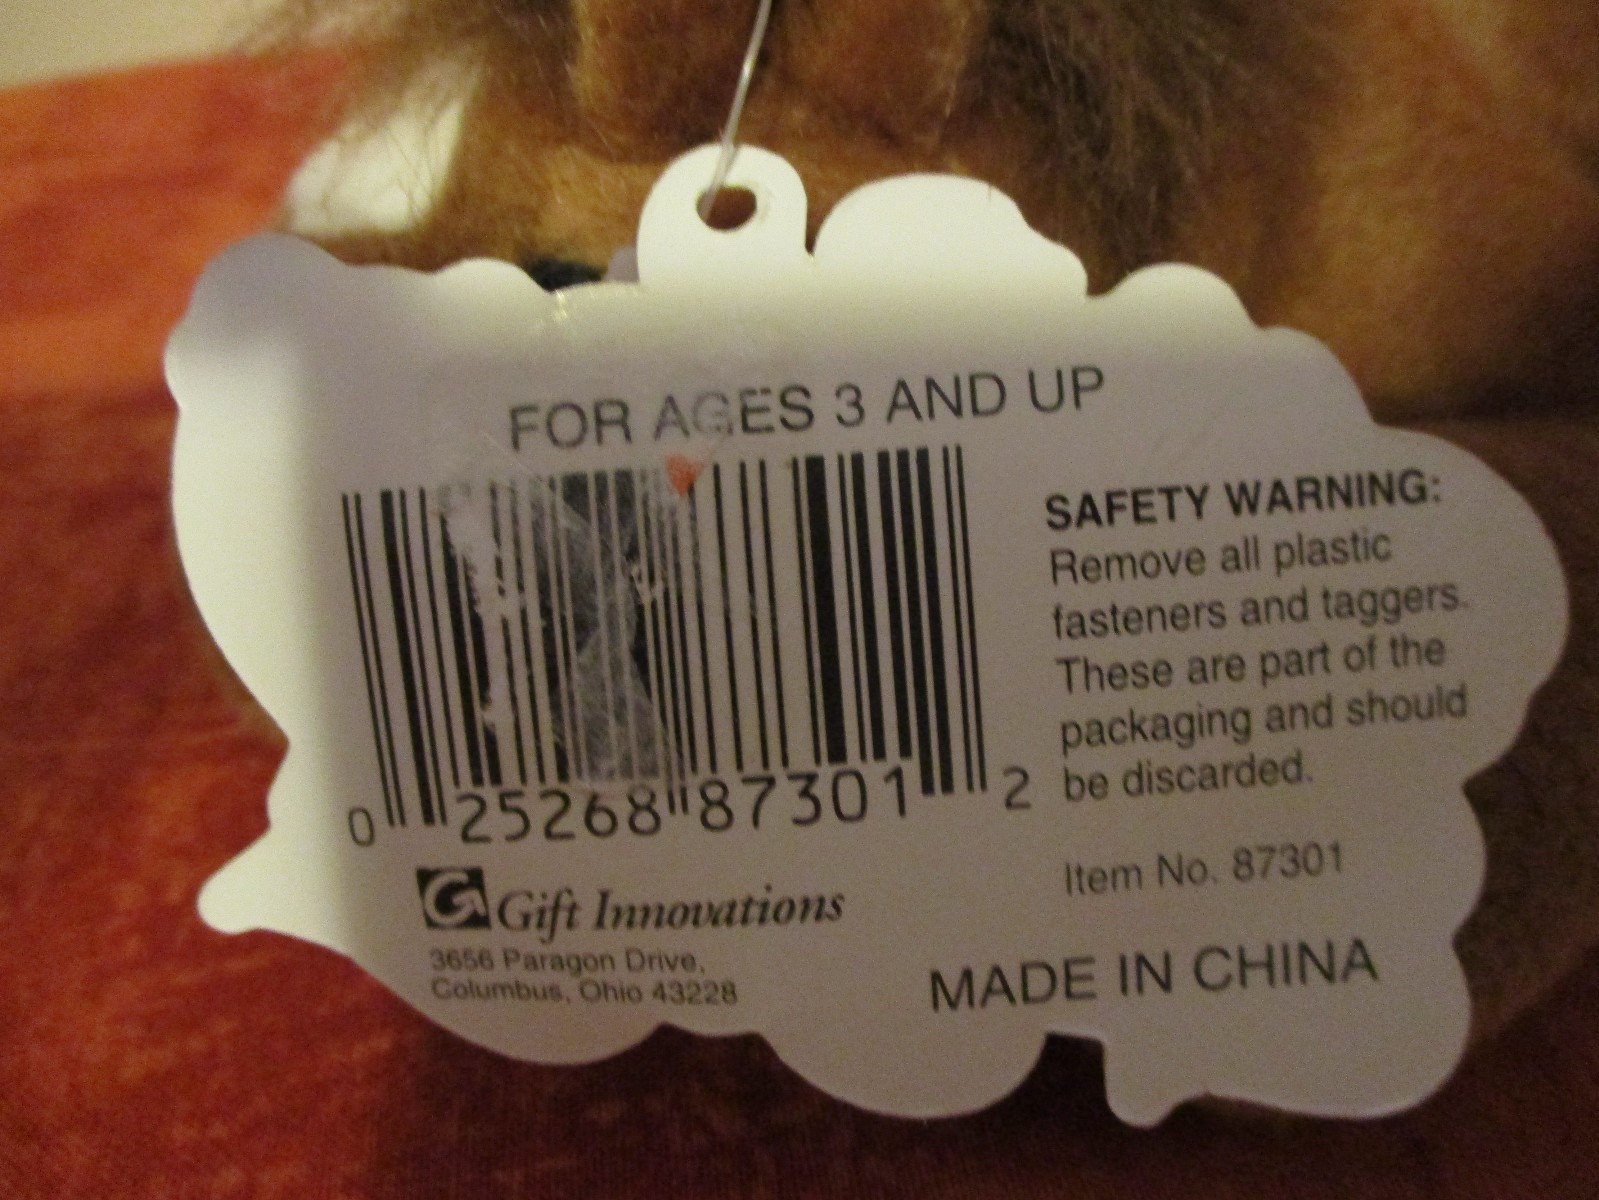 FOR AGES 3 AND UP
0 25268 87301 2
SAFETY WARNING:
Remove all plastic
fasteners and taggers.
These are part of the
packaging and should
be discarded.
Item No. 87301
G Gift Innovations
3656 Paragon Drive,
Columbus, Ohio 43228
MADE IN CHINA